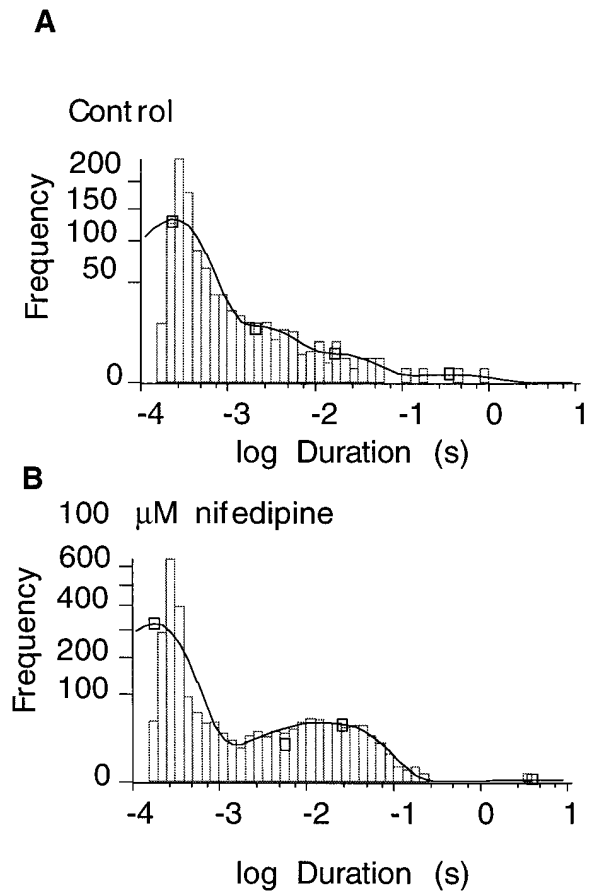 A
Control
Frequency
200
150
100
50
0
-4 -3 -2 -1 0 1
log Duration (s)
B
100 μM nifedipine
Frequency
600
400
200
100
0
-4 -3 -2 -1 0 1
log Duration (s)